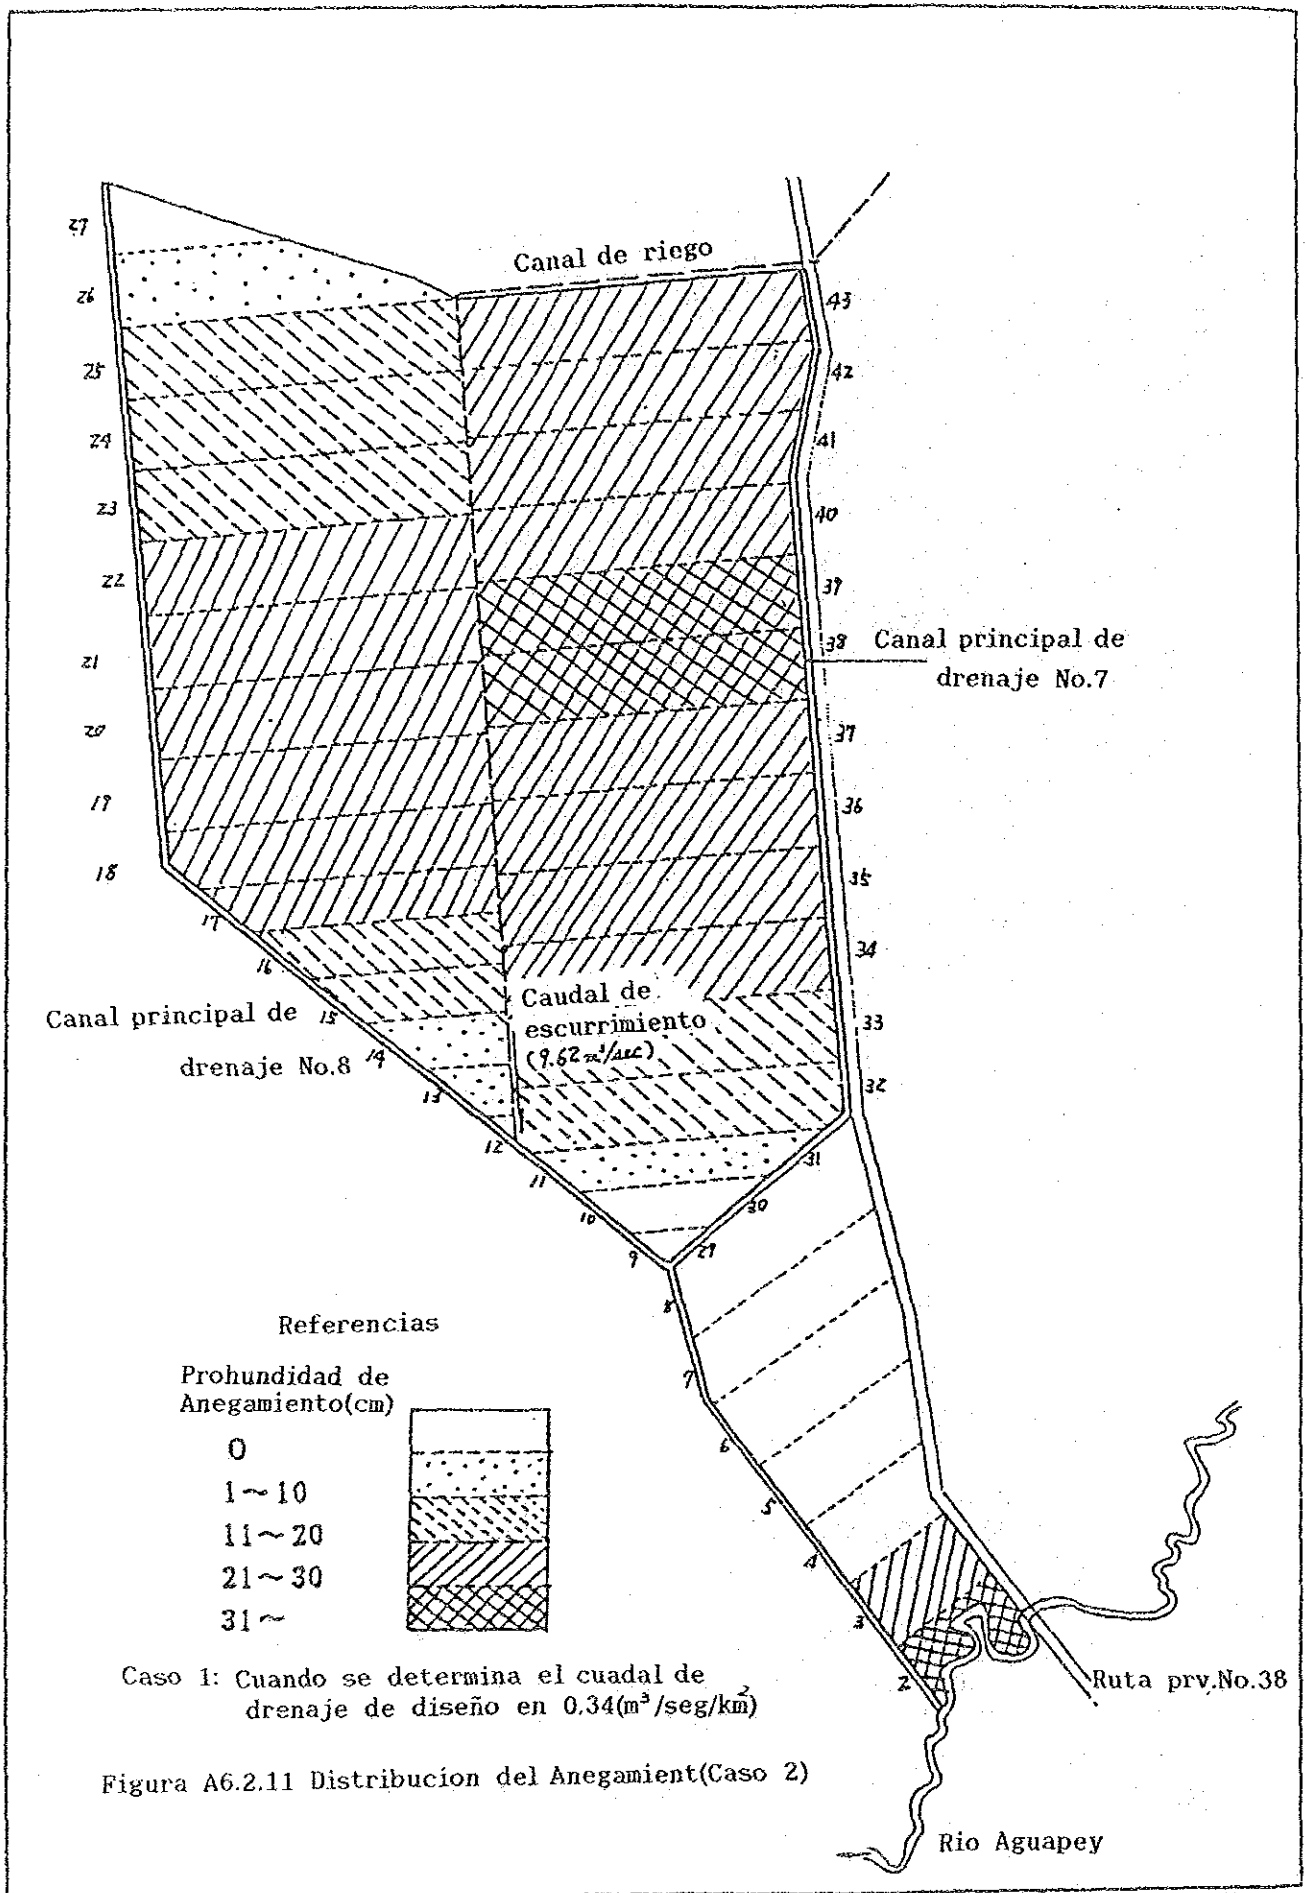 27
Canal de riego
26
43
25
42
24
41
23
40
22
39
38
Canal principal de
drenaje No.7
21
20
37
19
36
18
35
17
34
16
Canal principal de
drenaje No.8
15
Caudal de
escurrimiento
(9.62 m³/sec)
33
14
13
32
12
31
11
30
10
29
9
8
7
6
5
4
3
2
Referencias
Prohundidad de
Anegamiento(cm)
0
1~10
11~20
21~30
31~
Ruta prv.No.38
Caso 1: Cuando se determina el cuadal de
drenaje de diseño en 0.34(m³/seg/km²)
Figura A6.2.11 Distribucion del Anegamient(Caso 2)
Rio Aguapey